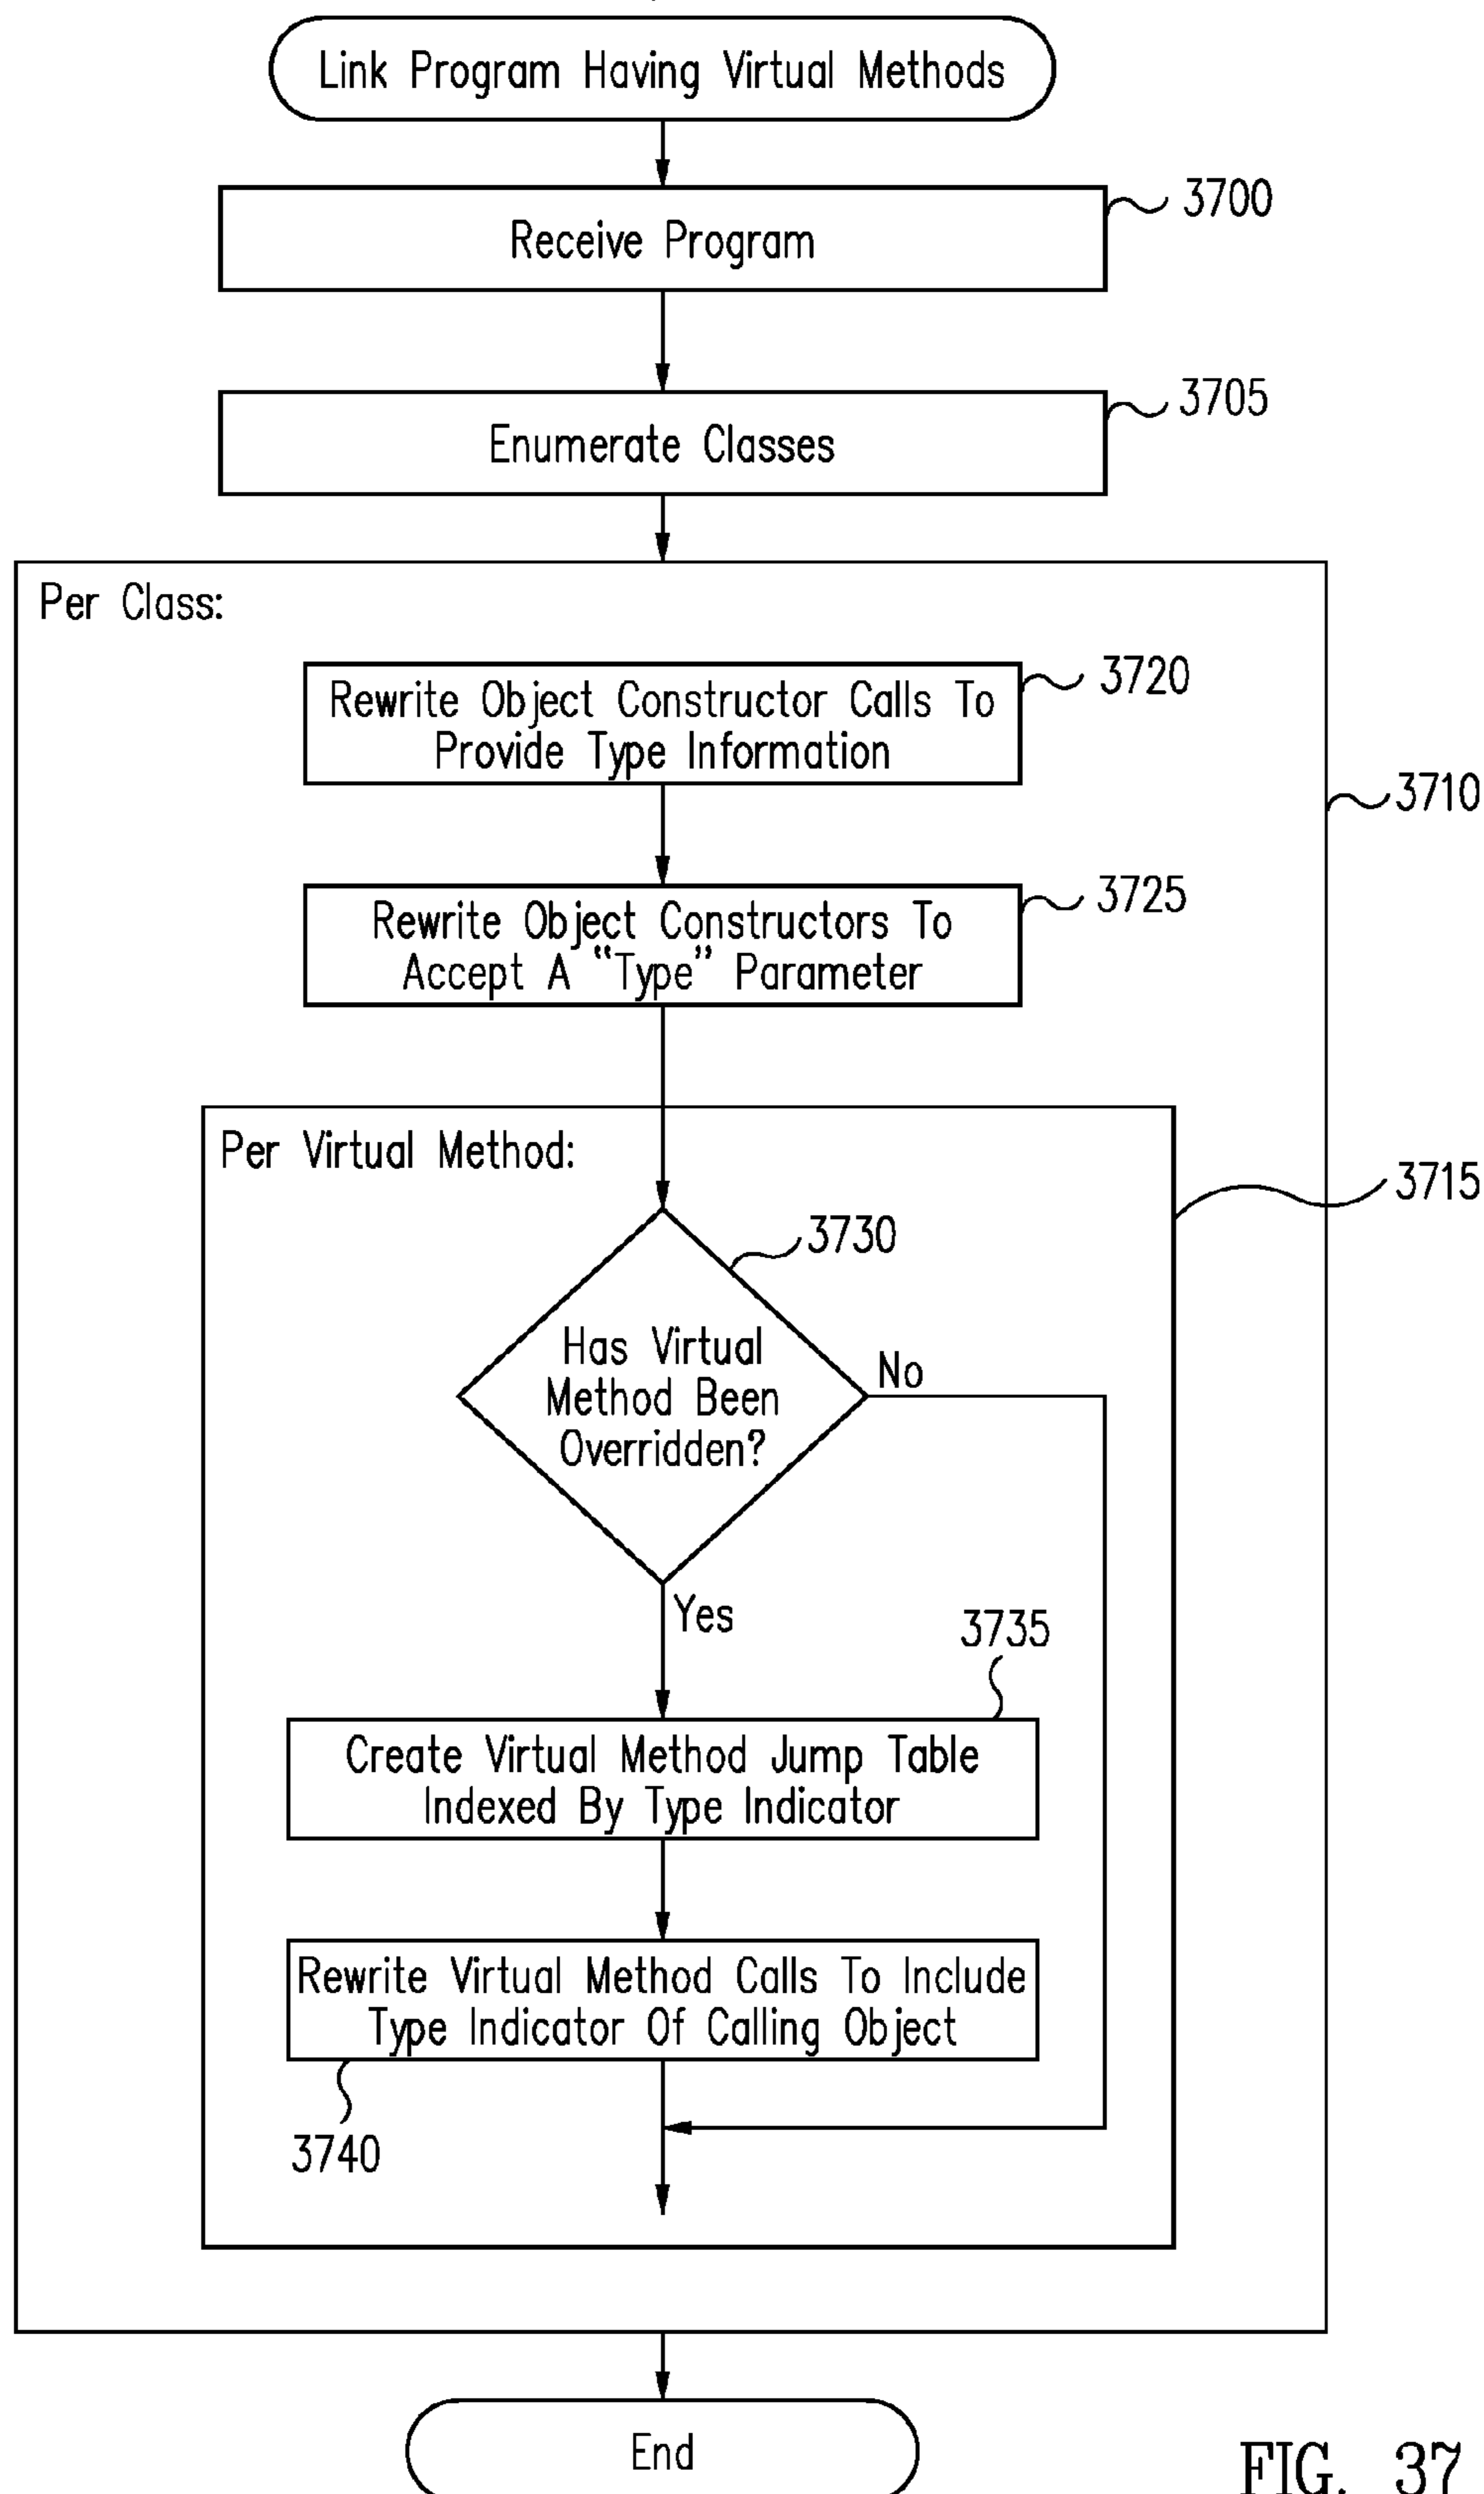 Link Program Having Virtual Methods
3700
Receive Program
3705
Enumerate Classes
Per Class:
3720
Rewrite Object Constructor Calls To
Provide Type Information
3710
3725
Rewrite Object Constructors To
Accept A “Type” Parameter
Per Virtual Method:
3715
3730
Has Virtual
Method Been
Overridden?
No
Yes
3735
Create Virtual Method Jump Table
Indexed By Type Indicator
Rewrite Virtual Method Calls To Include
Type Indicator Of Calling Object
3740
End
FIG. 37